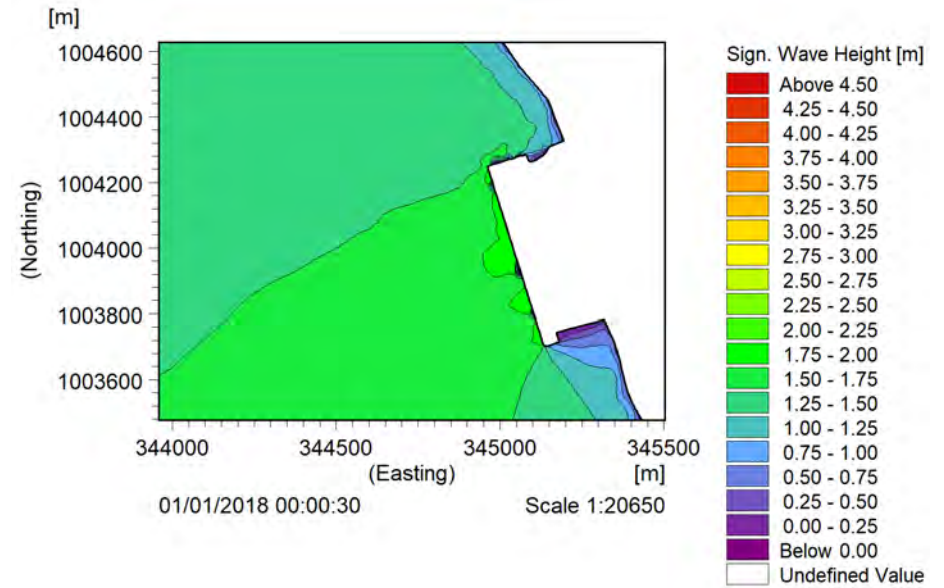 [m]
1004600
1004400
1004200
1004000
1003800
1003600
(Northing)
344000 344500 345000 345500
(Easting) [m]
01/01/2018 00:00:30 Scale 1:20650
Sign. Wave Height [m]
Above 4.50
4.25 - 4.50
4.00 - 4.25
3.75 - 4.00
3.50 - 3.75
3.25 - 3.50
3.00 - 3.25
2.75 - 3.00
2.50 - 2.75
2.25 - 2.50
2.00 - 2.25
1.75 - 2.00
1.50 - 1.75
1.25 - 1.50
1.00 - 1.25
0.75 - 1.00
0.50 - 0.75
0.25 - 0.50
0.00 - 0.25
Below 0.00
Undefined Value